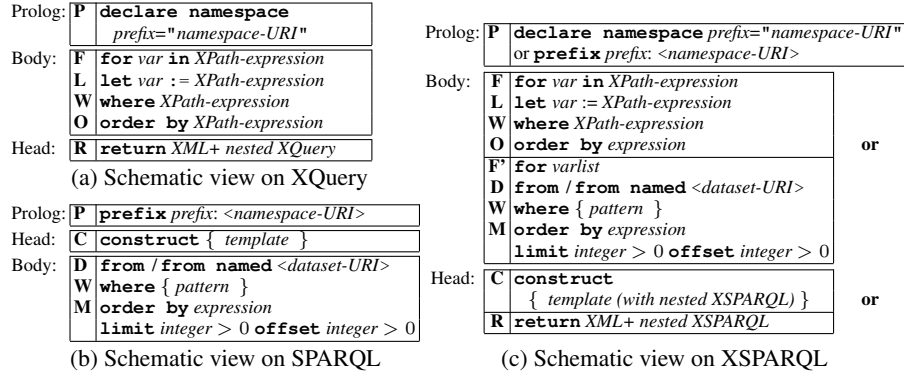 Prolog: P declare namespace
prefix="namespace-URI"
Body: F for var in XPath-expression
L let var := XPath-expression
W where XPath-expression
O order by XPath-expression
Head: R return XML+ nested XQuery
(a) Schematic view on XQuery
Prolog: P prefix prefix: <namespace-URI>
Head: C construct { template }
Body: D from / from named <dataset-URI>
W where { pattern }
M order by expression
limit integer > 0 offset integer > 0
(b) Schematic view on SPARQL
Prolog: P declare namespace prefix="namespace-URI"
or prefix prefix: <namespace-URI>
Body: F for var in XPath-expression
L let var := XPath-expression
W where XPath-expression
O order by expression or
F' for varlist
D from / from named <dataset-URI>
W where { pattern }
M order by expression
limit integer > 0 offset integer > 0
Head: C construct
{ template (with nested XSPARQL) } or
R return XML+ nested XSPARQL
(c) Schematic view on XSPARQL